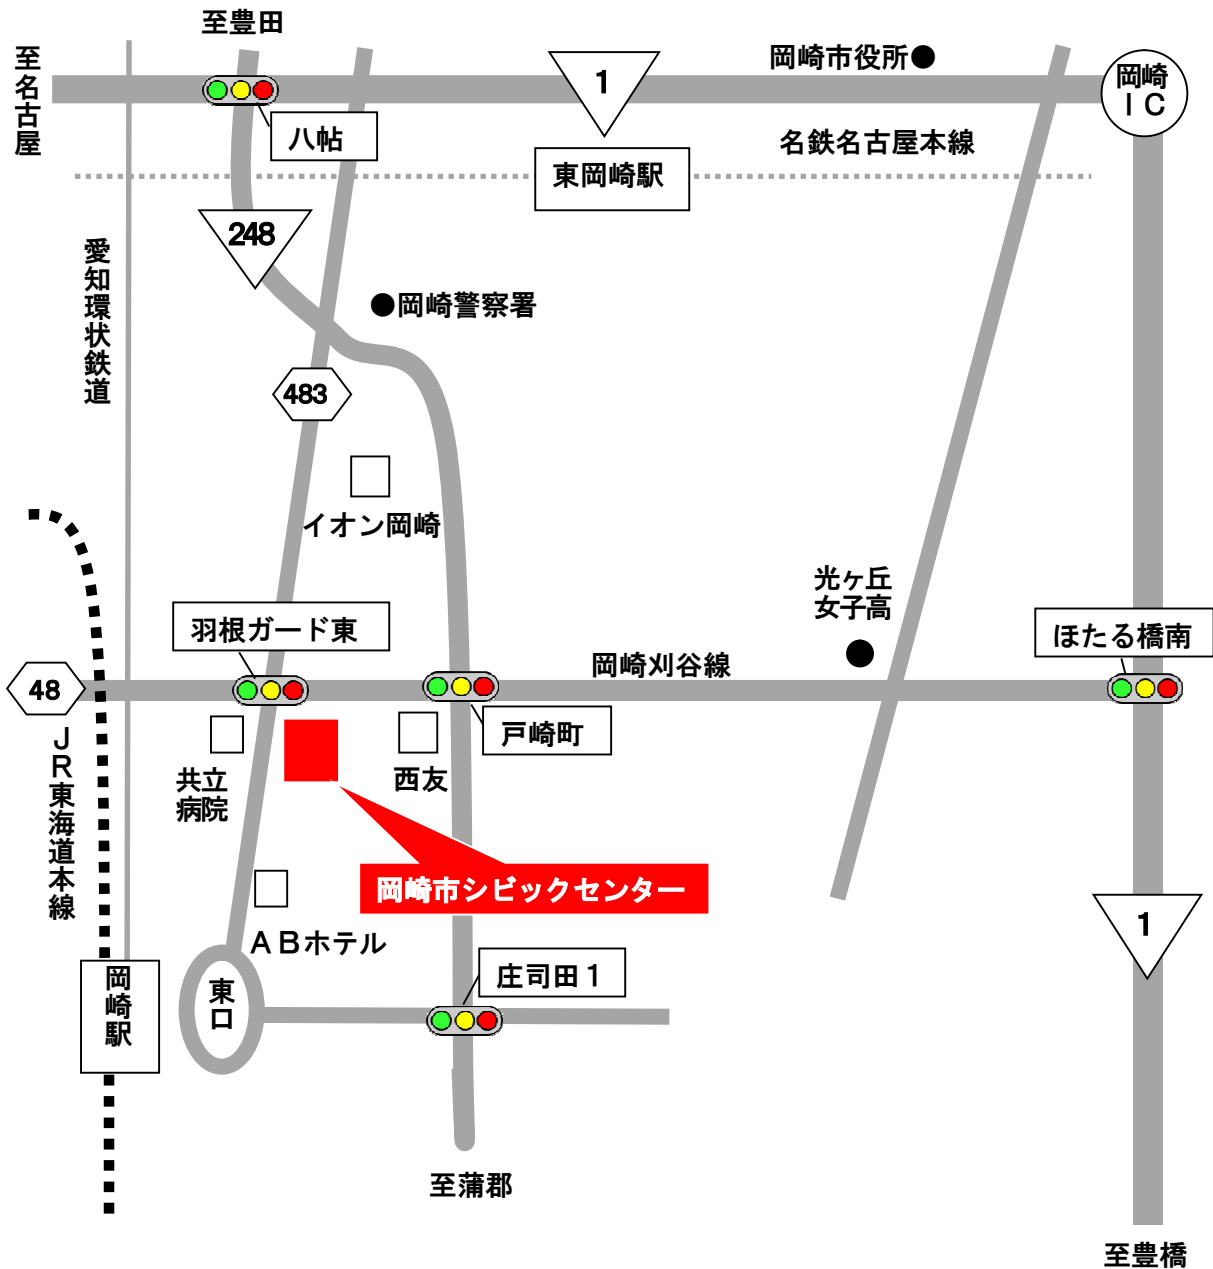 至豊田
至名古屋
1
岡崎市役所●
岡崎
ＩＣ
八帖
名鉄名古屋本線
東岡崎駅
248
愛知環状鉄道
●岡崎警察署
483
イオン岡崎
光ヶ丘
女子高
羽根ガード東
ほたる橋南
岡崎刈谷線
48
戸崎町
ＪＲ東海道本線
共立
病院
西友
岡崎市シビックセンター
1
ＡＢホテル
岡崎駅
東口
庄司田１
至蒲郡
至豊橋